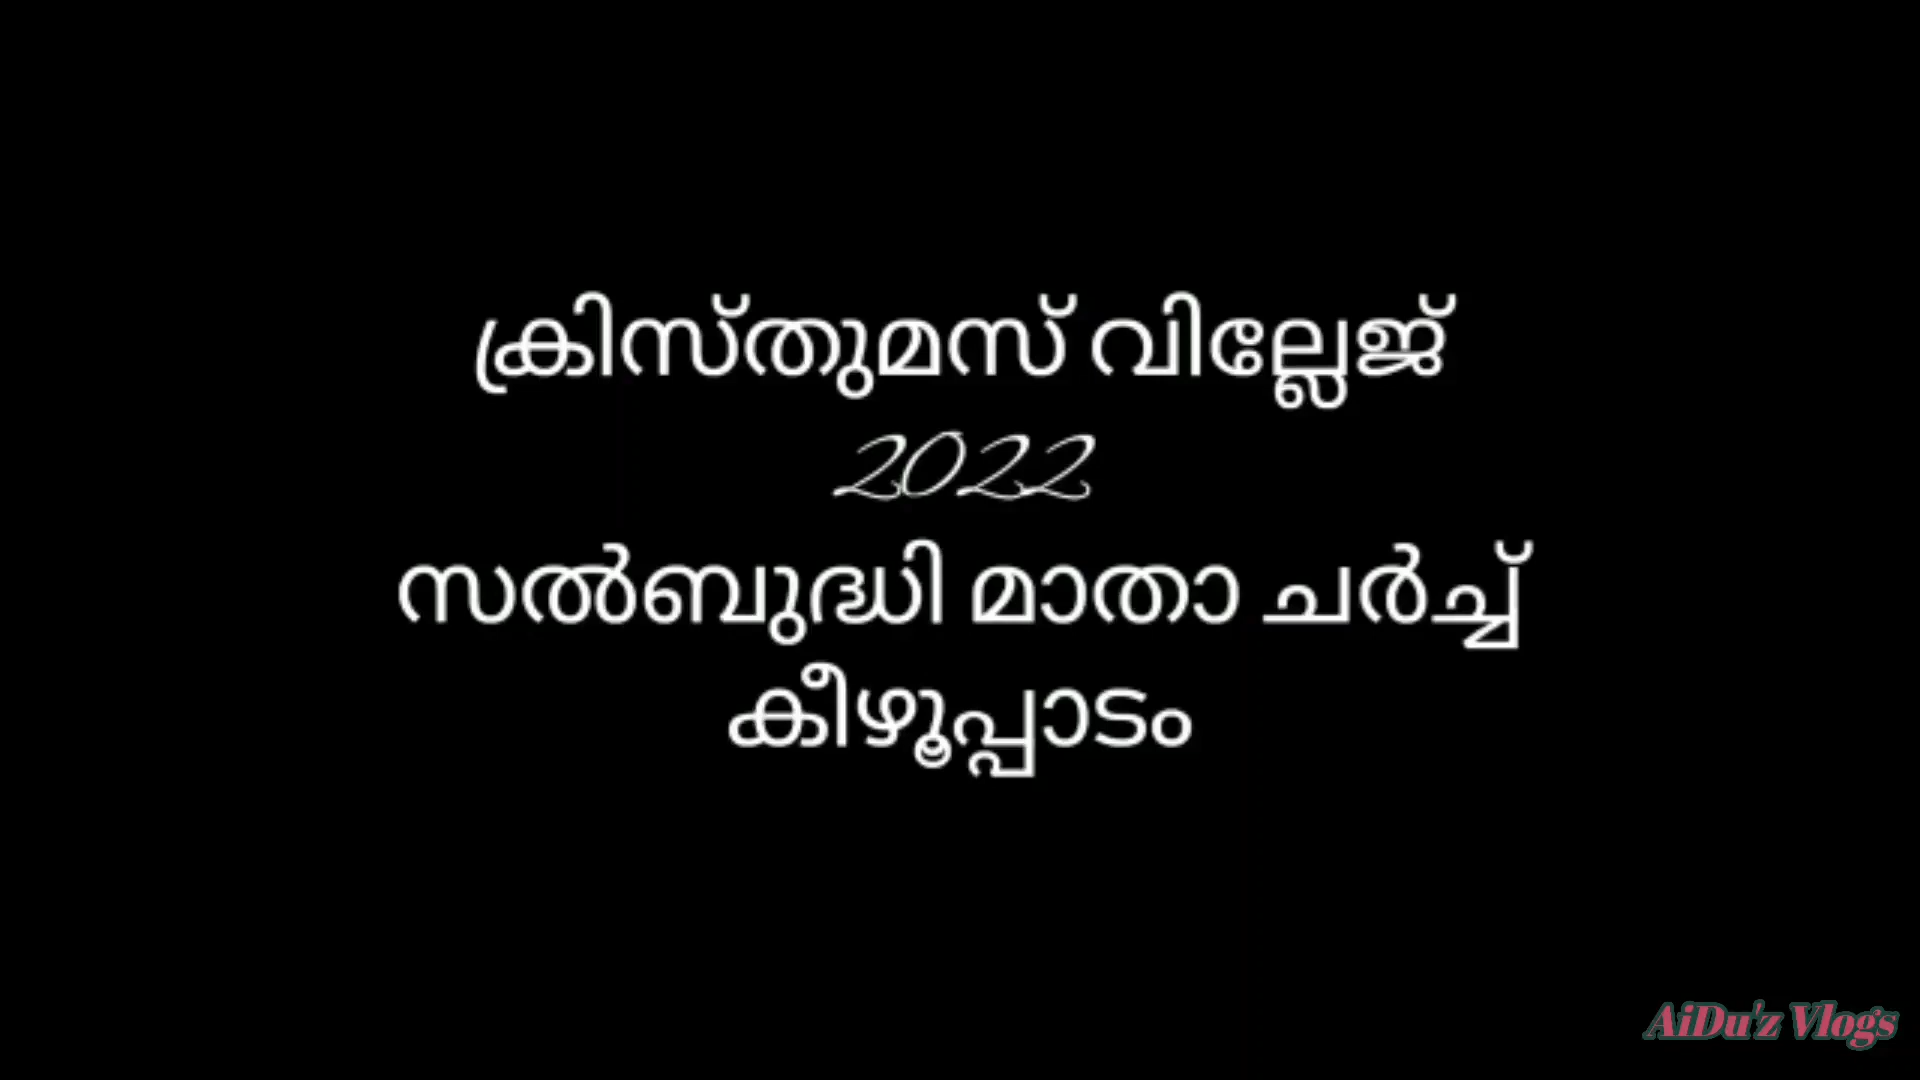 ക്രിസ്തുമസ് വില്ലേജ്
2022
സൽബുദ്ധി മാതാ ചർച്ച്
കീഴൂപ്പാടം
AiDu'z Vlogs